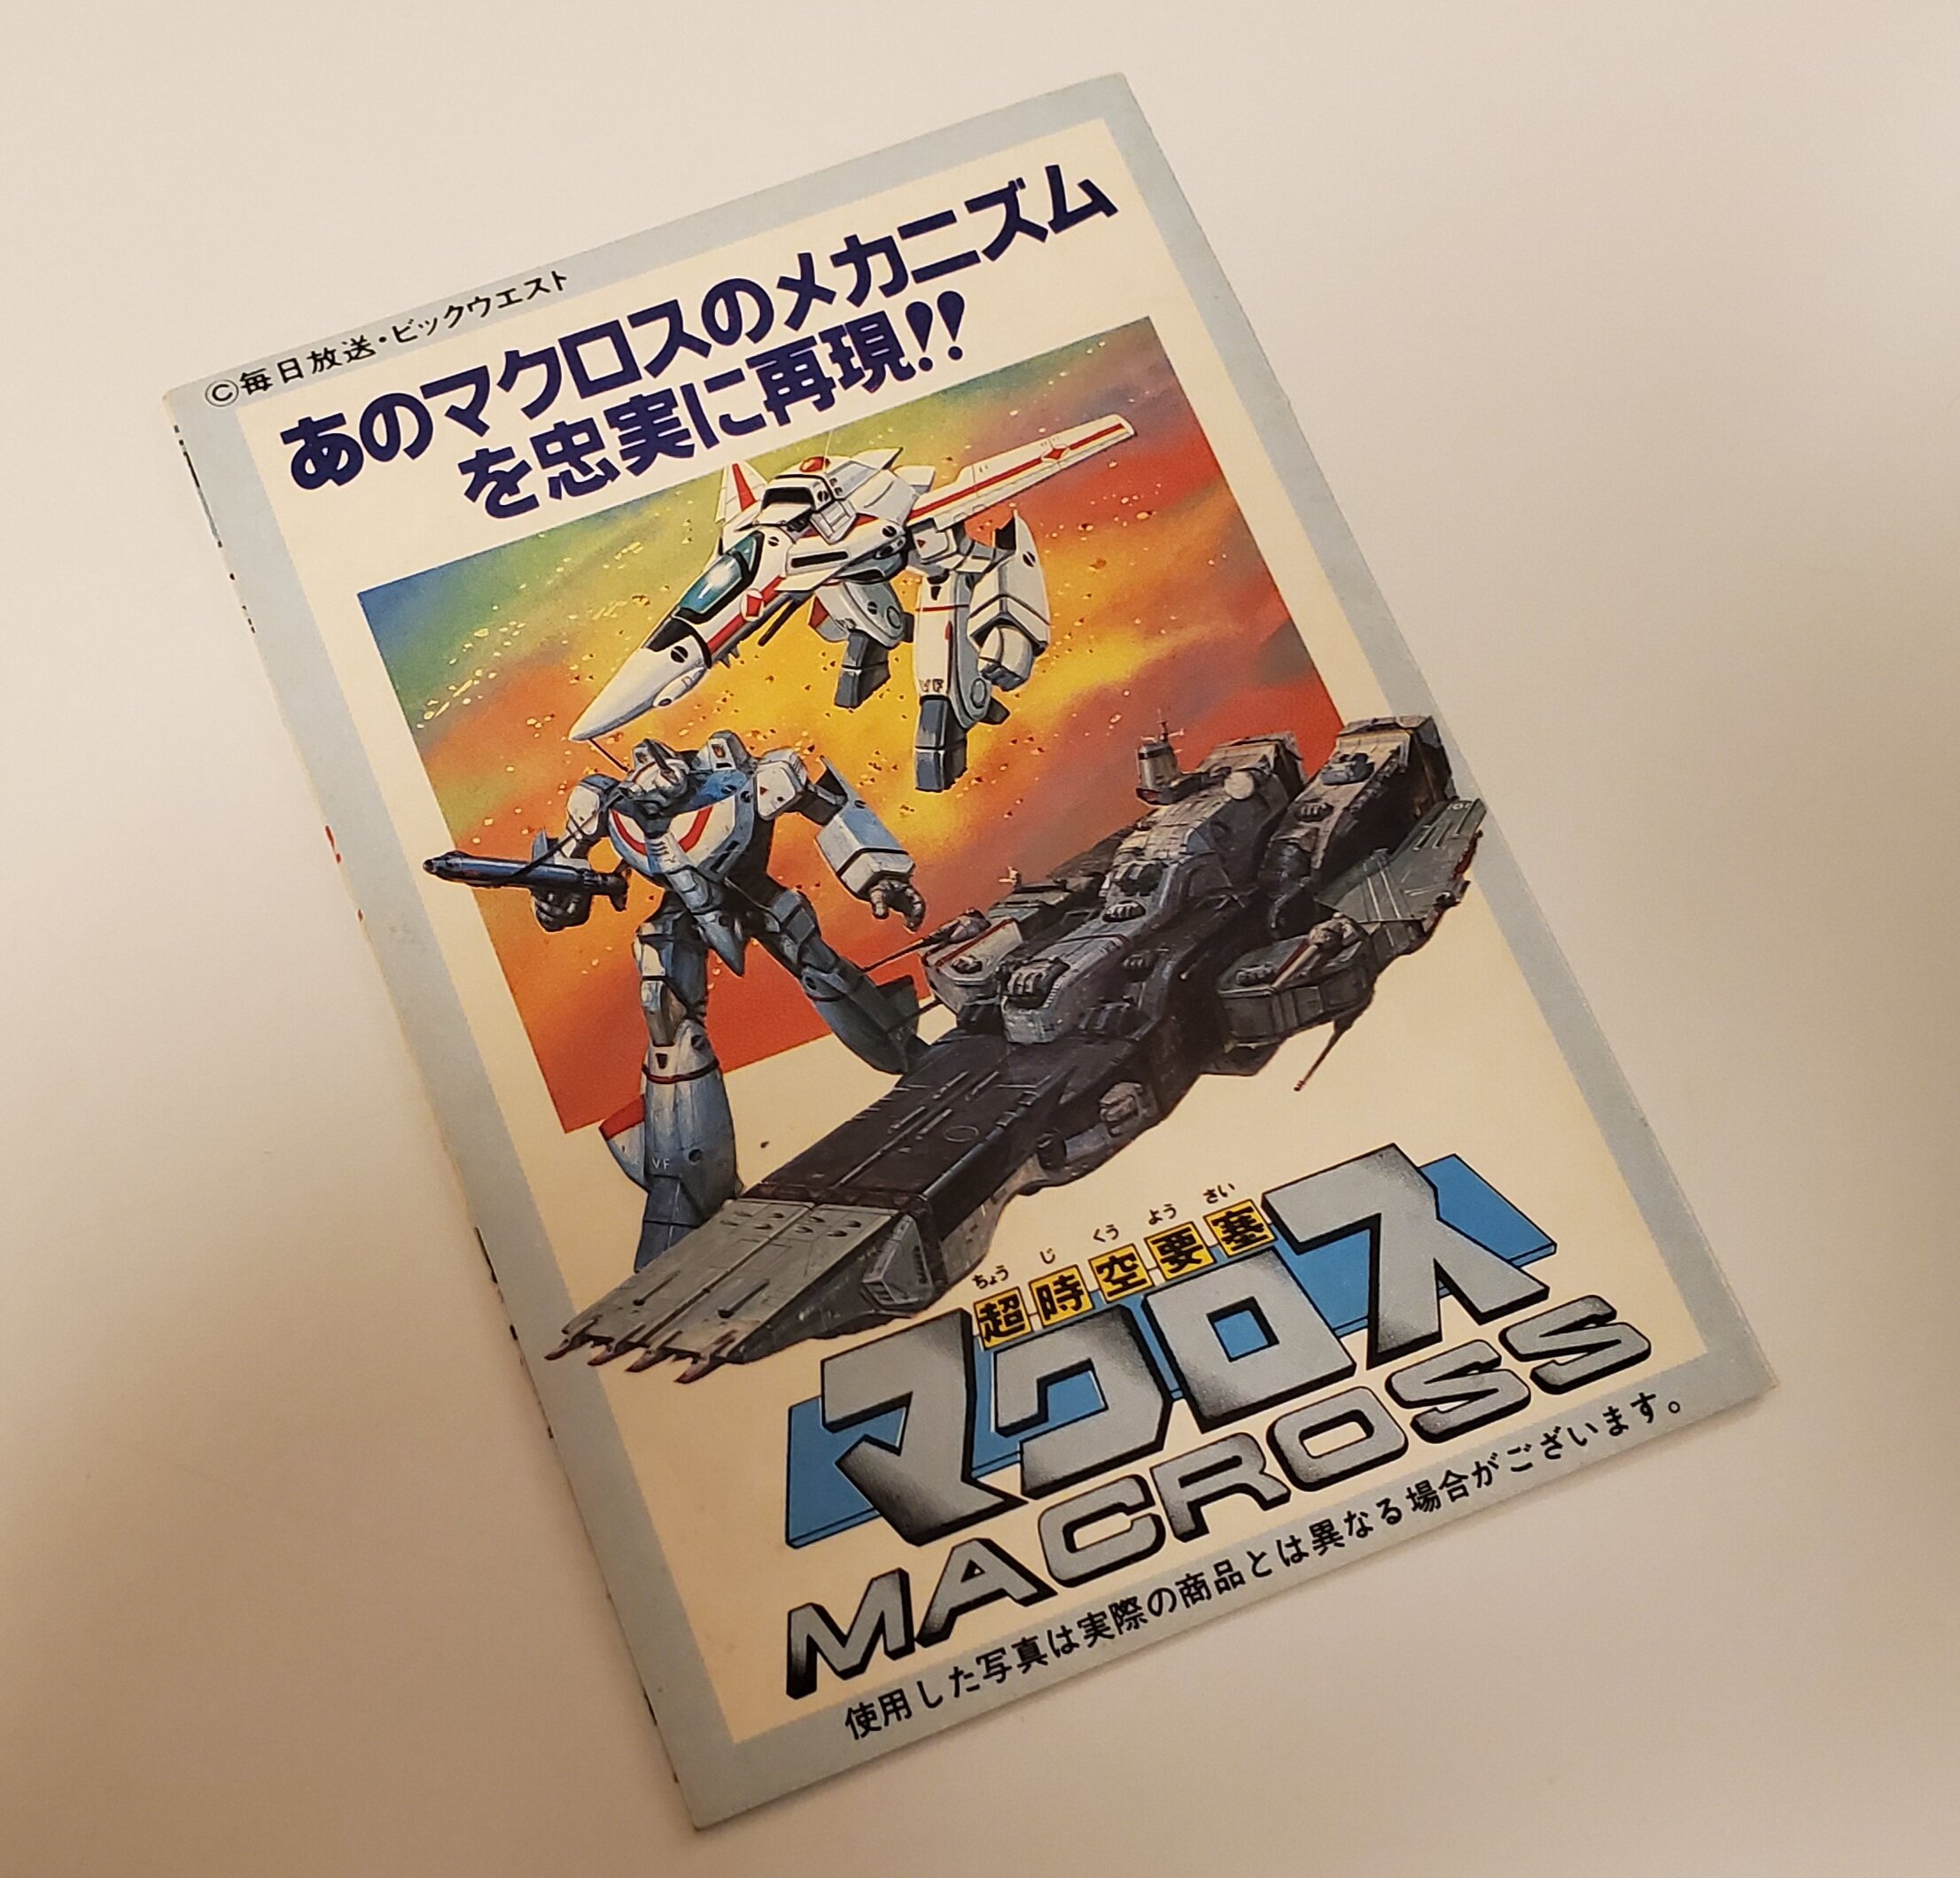 ©毎日放送・ビックウエスト
あのマクロスのメカニズム
を忠実に再現!!
VF
VF
ちょう じ くう よう さい
超時空要塞
マクロス
MACROSS
使用した写真は実際の商品とは異なる場合がございます。